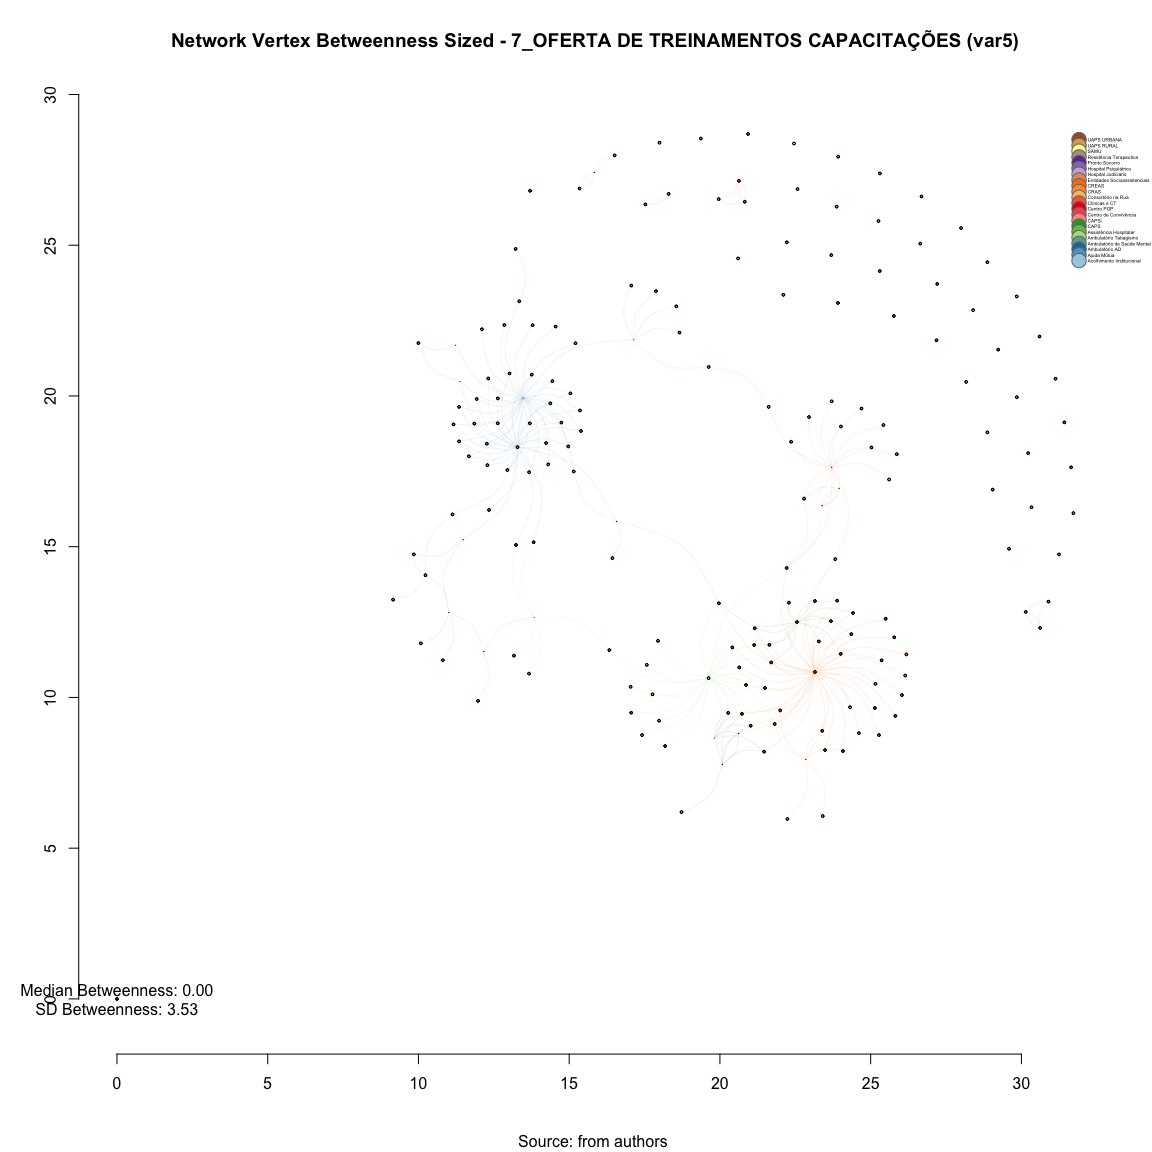 Network Vertex Betweenness Sized - 7_OFERTA DE TREINAMENTOS CAPACITAÇÕES (var5)
30
25
20
15
10
5
0
UAPS URBANA
UAPS RURAL
SAMU
Residência Terapeutica
Pronto Socorro
Hospital Psiquiátrico
Hospital Judiciário
Entidades Socioassistenciais
CREAS
CRAS
Consultório na Rua
Clínicas e CT
Centro POP
Centro de Convivência
CAPSi
CAPS
Assistência Hospitalar
Ambulatório Tabagismo
Ambulatório de Saúde Mental
Ambulatório AD
Ajuda Mútua
Acolhimento Institucional
Median Betweenness: 0.00
SD Betweenness: 3.53
0 5 10 15 20 25 30
Source: from authors